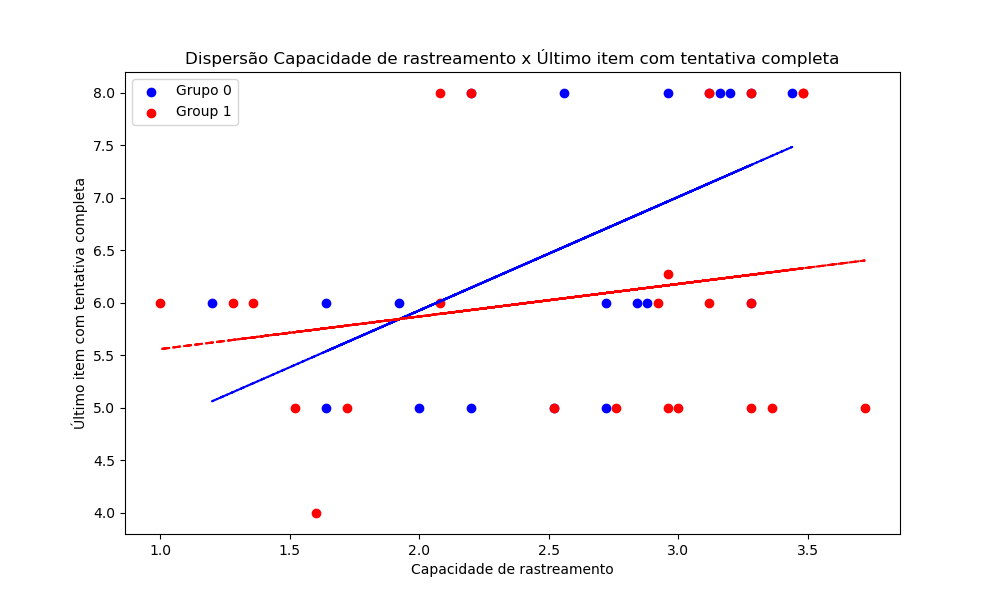 Dispersão Capacidade de rastreamento x Último item com tentativa completa
Grupo 0
Group 1
Último item com tentativa completa
8.0
7.5
7.0
6.5
6.0
5.5
5.0
4.5
4.0
1.0 1.5 2.0 2.5 3.0 3.5
Capacidade de rastreamento